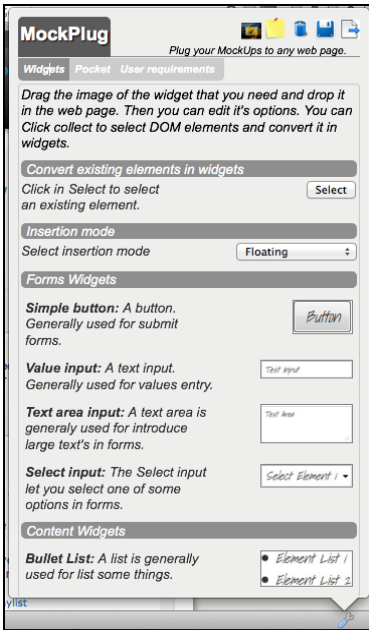 MockPlug
Plug your MockUps to any web page.
Widgets Pocket User requirements
Drag the image of the widget that you need and drop it
in the web page. Then you can edit it's options. You can
Click collect to select DOM elements and convert it in
widgets.
Convert existing elements in widgets
Click in Select to select
an existing element.
Select
Insertion mode
Select insertion mode
Floating
Forms Widgets
Simple button: A button.
Generally used for submit
forms.
Button
Value input: A text input.
Generally used for values entry.
Text input
Text area input: A text area is
generaly used for introduce
large text's in forms.
Text Area
Select input: The Select input
let you select one of some
options in forms.
Select Element 1
Content Widgets
Bullet List: A list is generally
used for list some things.
Element List 1
Element List 2
ylist